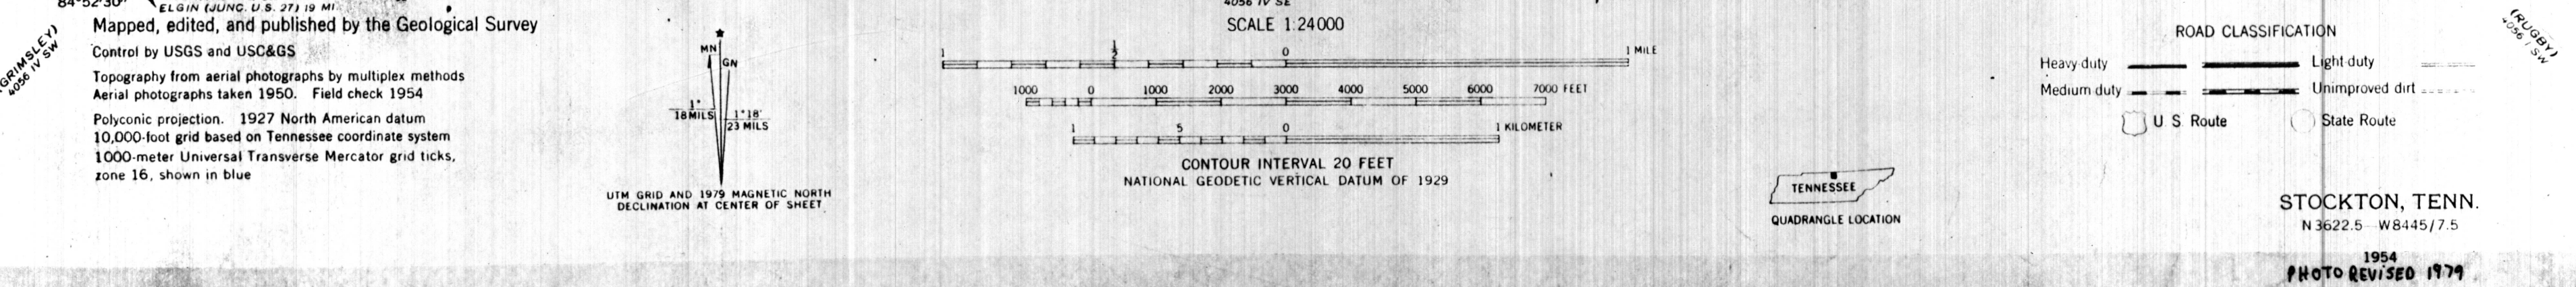 84°52'30"
ELGIN (JUNC. U.S. 27) 19 MI.
Mapped, edited, and published by the Geological Survey
Control by USGS and USC&GS
Topography from aerial photographs by multiplex methods
Aerial photographs taken 1950. Field check 1954
Polyconic projection. 1927 North American datum
10,000-foot grid based on Tennessee coordinate system
1000-meter Universal Transverse Mercator grid ticks,
zone 16, shown in blue
(GRIMSLEY)
4056 IV SW
MN
GN
1°
18 MILS
1°18'
23 MILS
UTM GRID AND 1979 MAGNETIC NORTH
DECLINATION AT CENTER OF SHEET
4056 IV SE
SCALE 1:24000
1 ½ 0 1 MILE
1000 0 1000 2000 3000 4000 5000 6000 7000 FEET
1 5 0 1 KILOMETER
CONTOUR INTERVAL 20 FEET
NATIONAL GEODETIC VERTICAL DATUM OF 1929
TENNESSEE
QUADRANGLE LOCATION
ROAD CLASSIFICATION
Heavy-duty Light-duty
Medium-duty Unimproved dirt
U. S. Route State Route
(RUGBY)
4056 I SW
STOCKTON, TENN.
N3622.5-W8445/7.5
1954
PHOTO REVISED 1979